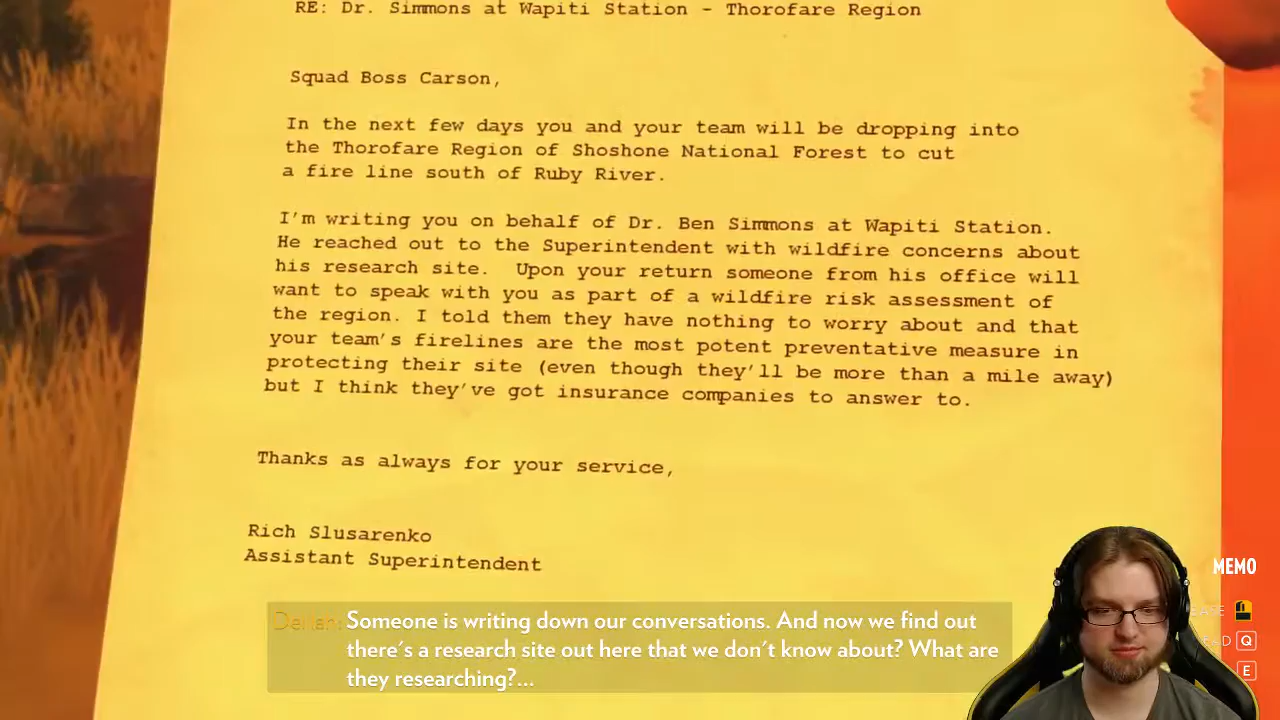 RE: Dr. Simmons at Wapiti Station - Thorofare Region
Squad Boss Carson,
In the next few days you and your team will be dropping into
the Thorofare Region of Shoshone National Forest to cut
a fire line south of Ruby River.
I'm writing you on behalf of Dr. Ben Simmons at Wapiti Station.
He reached out to the Superintendent with wildfire concerns about
his research site. Upon your return someone from his office will
want to speak with you as part of a wildfire risk assessment of
the region. I told them they have nothing to worry about and that
your team's firelines are the most potent preventative measure in
protecting their site (even though they'll be more than a mile away)
but I think they've got insurance companies to answer to.
Thanks as always for your service,
Rich Slusarenko
Assistant Superintendent
MEMO
Q
E
Someone is writing down our conversations. And now we find out
there's a research site out here that we don't know about? What are
they researching?...